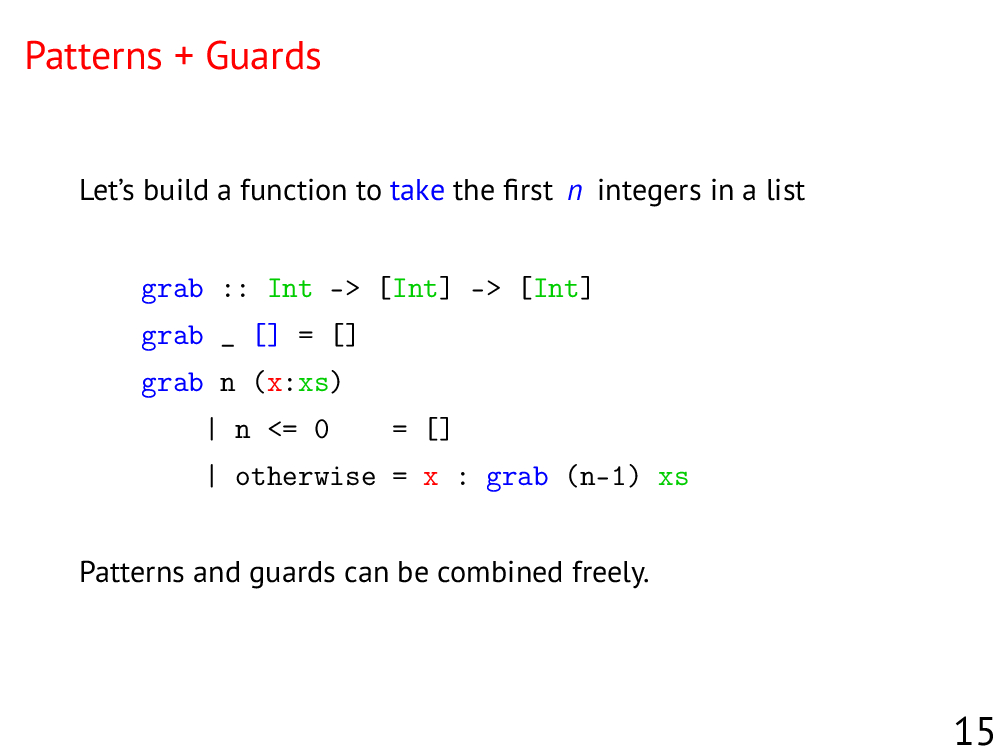 Patterns + Guards
Let’s build a function to take the first n integers in a list
grab :: Int -> [Int] -> [Int]
grab _ [] = []
grab n (x:xs)
    | n <= 0    = []
    | otherwise = x : grab (n-1) xs
Patterns and guards can be combined freely.
15